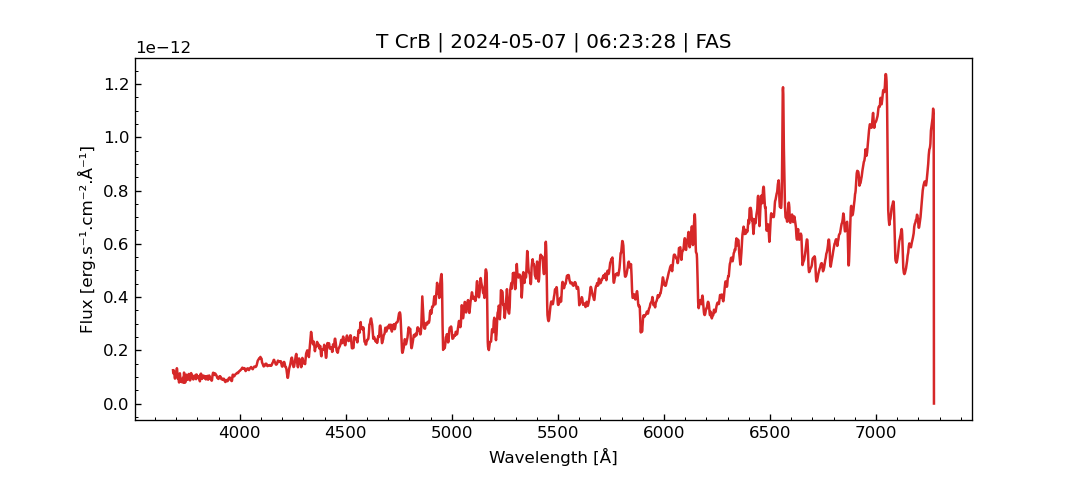 T CrB | 2024-05-07 | 06:23:28 | FAS
1e−12
1.2
1.0
0.8
0.6
0.4
0.2
0.0
Flux [erg.s⁻¹.cm⁻².Å⁻¹]
4000 4500 5000 5500 6000 6500 7000
Wavelength [Å]